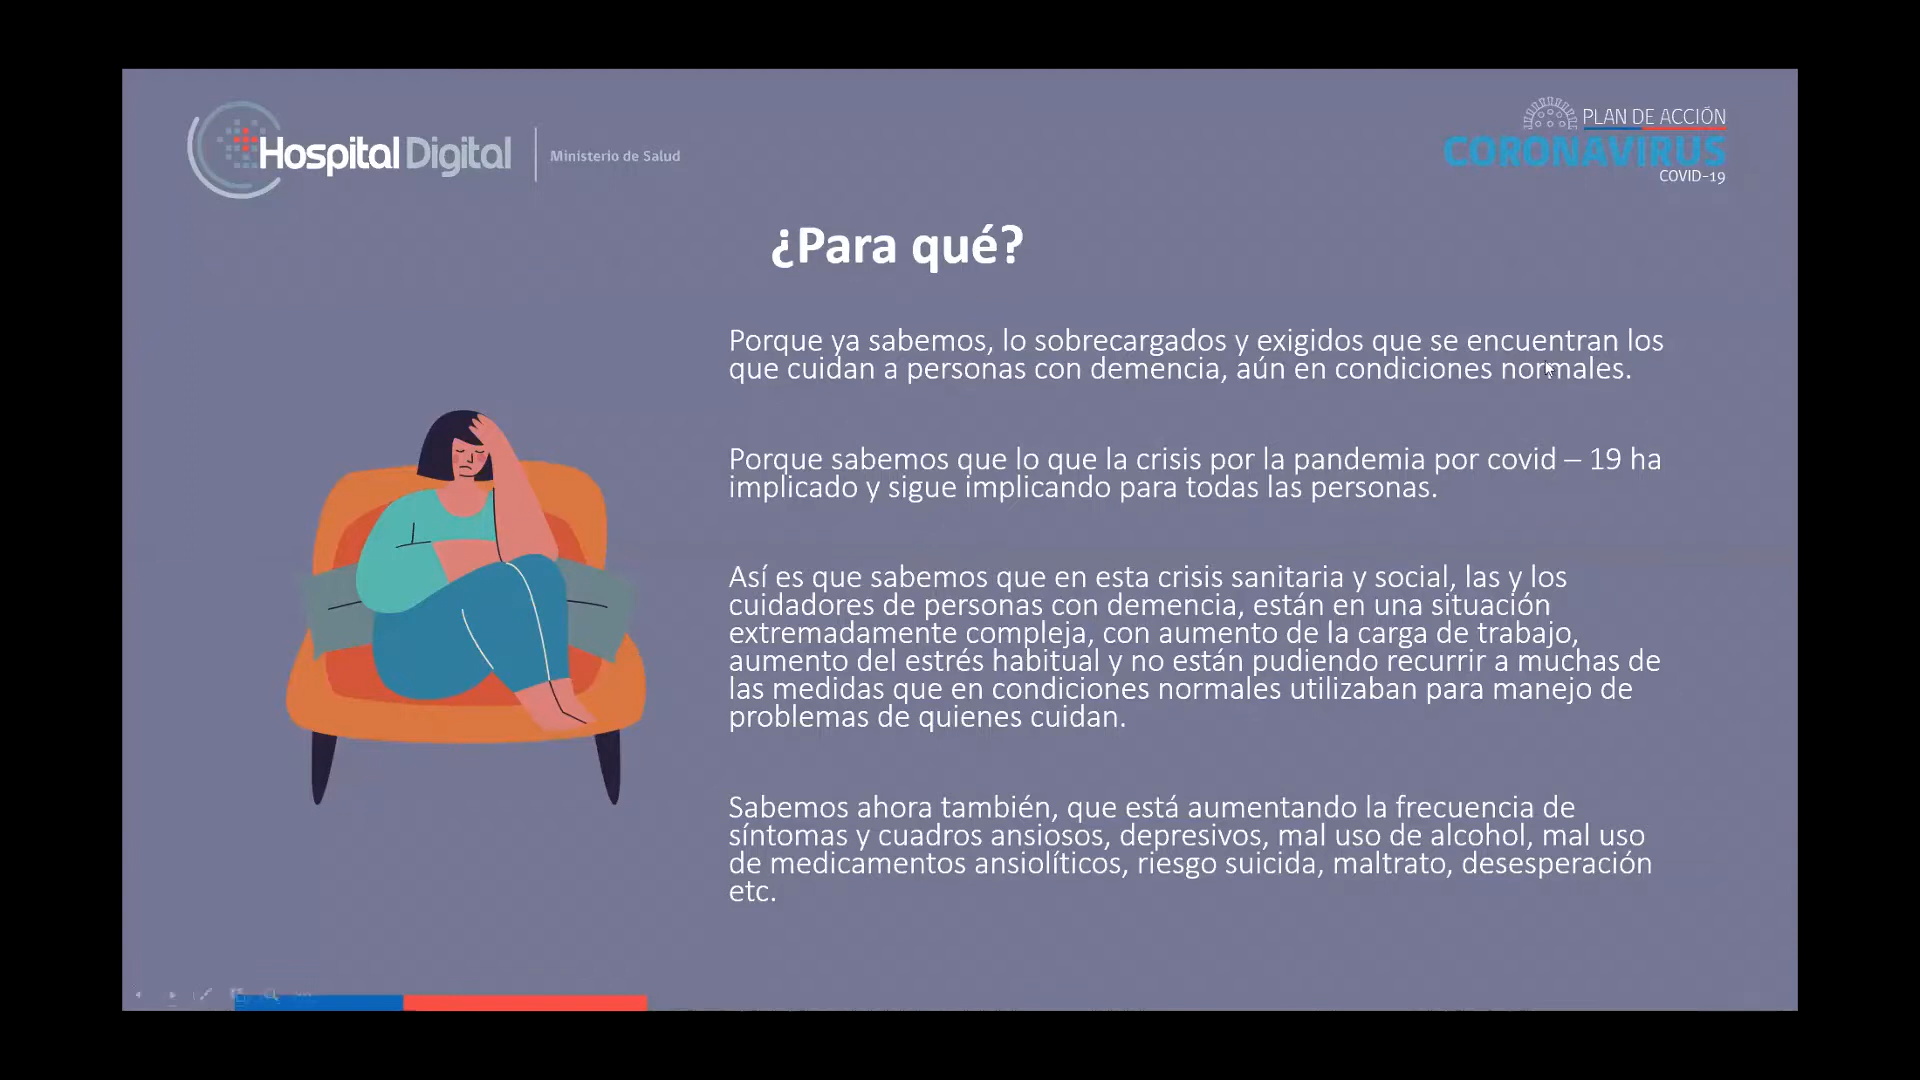 Hospital Digital
Ministerio de Salud
PLAN DE ACCIÓN
CORONAVIRUS
COVID-19
¿Para qué?
Porque ya sabemos, lo sobrecargados y exigidos que se encuentran los
que cuidan a personas con demencia, aún en condiciones normales.
Porque sabemos que lo que la crisis por la pandemia por covid – 19 ha
implicado y sigue implicando para todas las personas.
Así es que sabemos que en esta crisis sanitaria y social, las y los
cuidadores de personas con demencia, están en una situación
extremadamente compleja, con aumento de la carga de trabajo,
aumento del estrés habitual y no están pudiendo recurrir a muchas de
las medidas que en condiciones normales utilizaban para manejo de
problemas de quienes cuidan.
Sabemos ahora también, que está aumentando la frecuencia de
síntomas y cuadros ansiosos, depresivos, mal uso de alcohol, mal uso
de medicamentos ansiolíticos, riesgo suicida, maltrato, desesperación
etc.